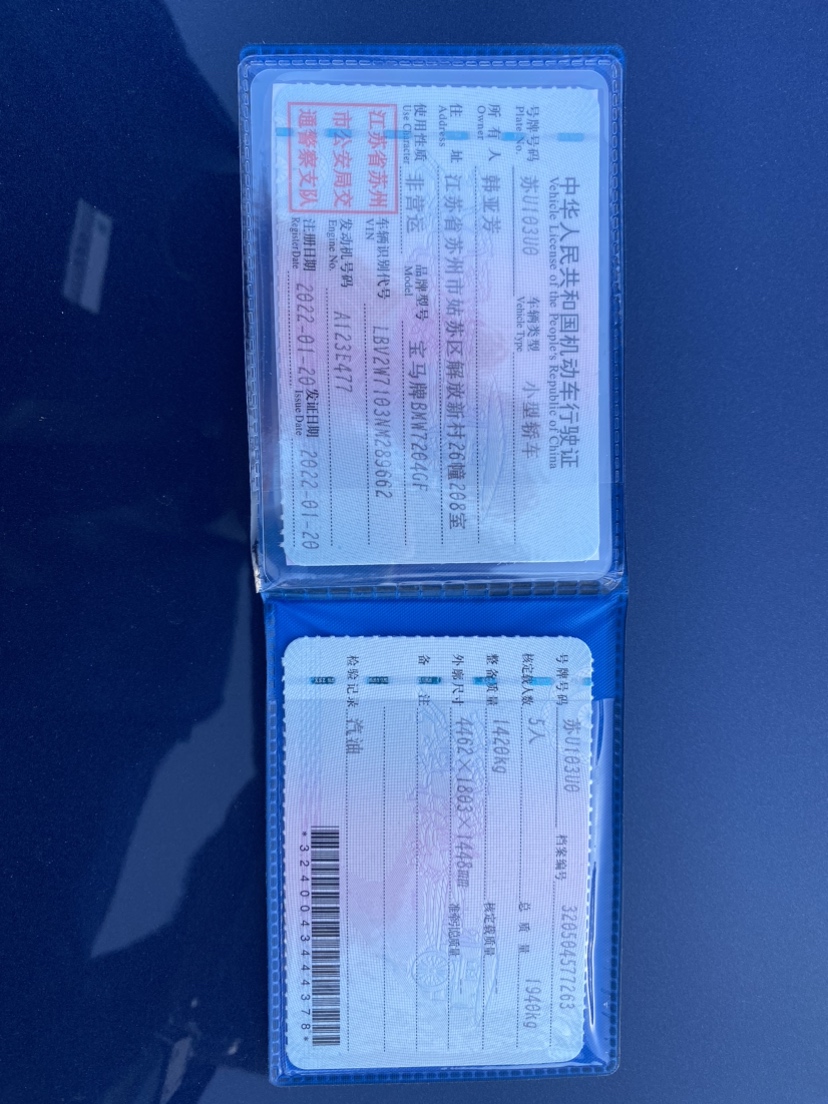 中华人民共和国机动车行驶证
Vehicle License of the People's Republic of China
号牌号码 苏U103U0 车辆类型 小型轿车
Plate No. Vehicle Type
所有人 韩亚芳
Owner
住址 江苏省苏州市姑苏区解放新村26幢208室
Address
使用性质 非营运 品牌型号 宝马牌BMW7204GF
Use Character Model
江苏省苏州
市公安局交
通警察支队
车辆识别代号 LBV2W7103NM289662
VIN
发动机号码 A123E477
Engine No.
注册日期 2022-01-20 发证日期 2022-01-20
Register Date Issue Date
号牌号码 苏U103U0 档案编号 320504577263
核定载人数 5人 总质量 1940kg
整备质量 1420kg 核定载质量 --
外廓尺寸 4462×1803×1448mm 准牵引总质量 --
备注
检验记录 汽油
*3240043444378*